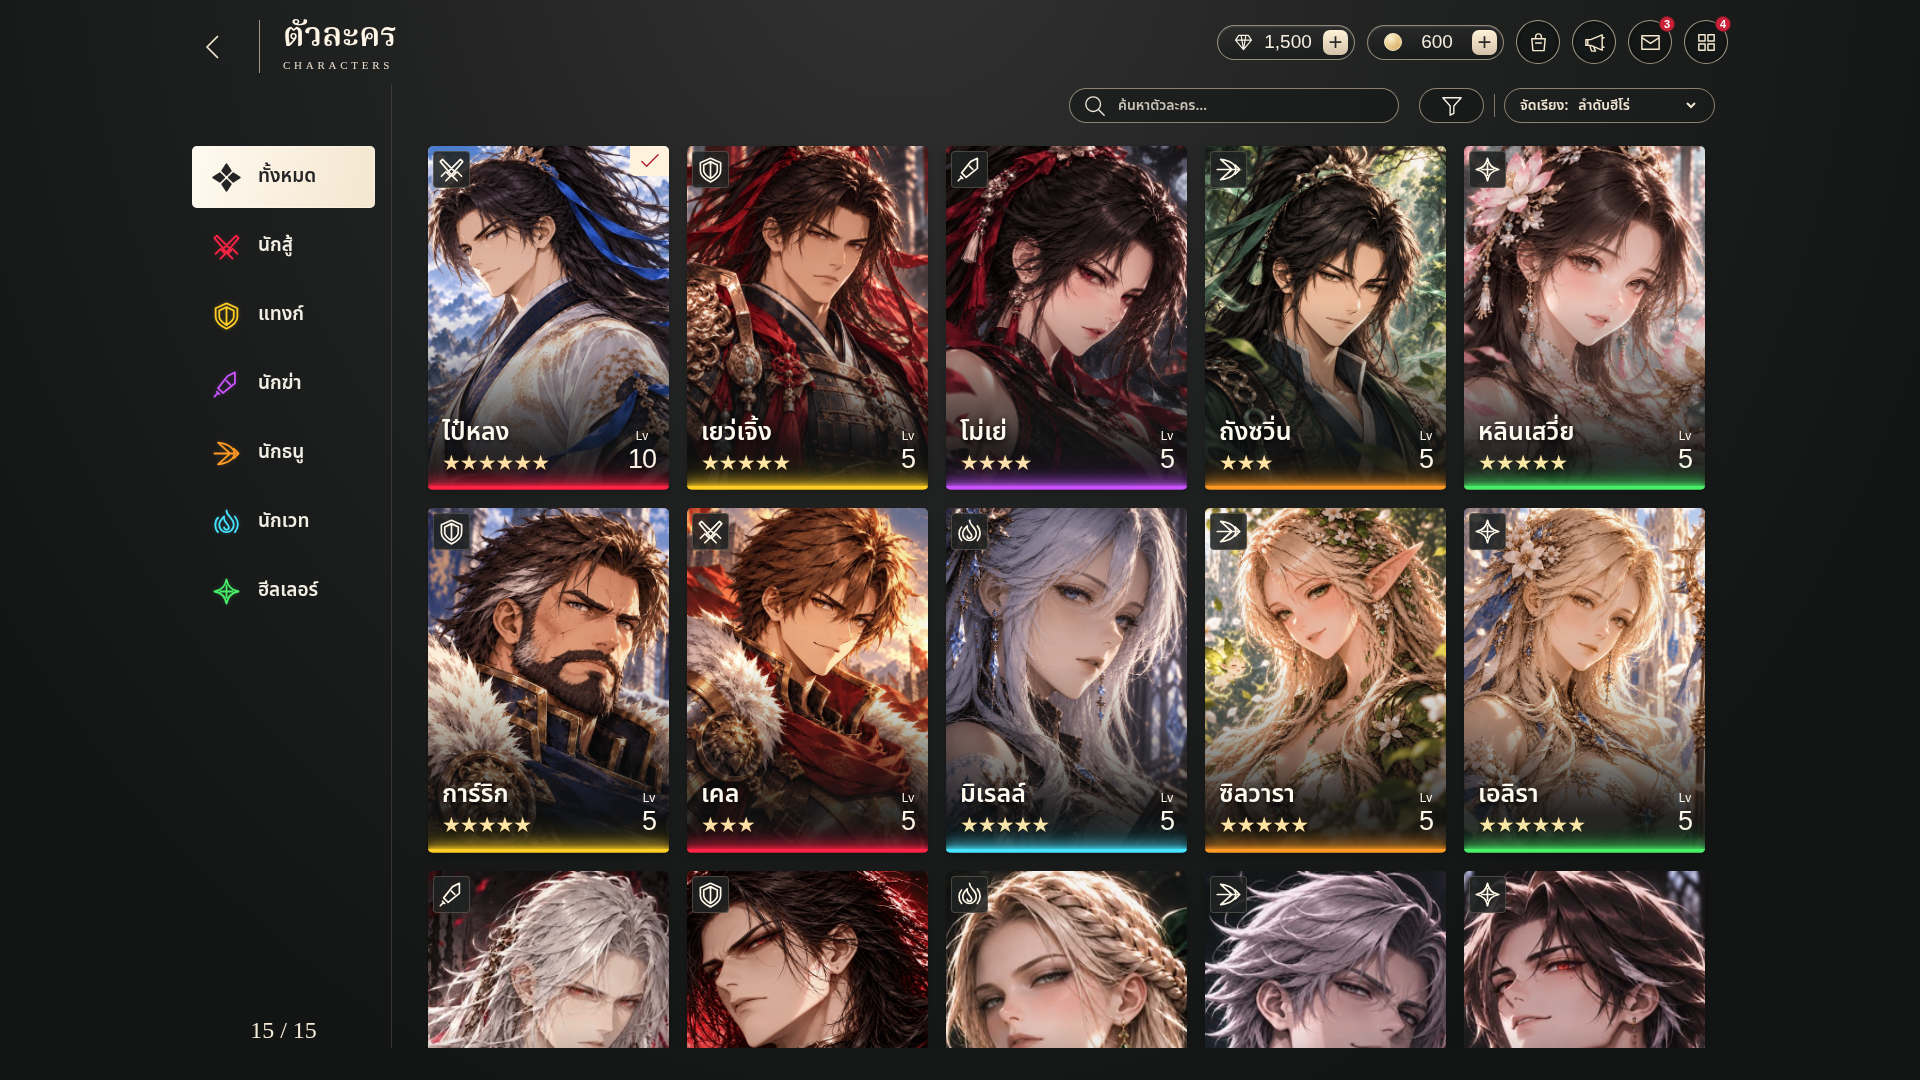 ตัวละคร
CHARACTERS
1,500
600
3
4
ค้นหาตัวละคร...
จัดเรียง: ลำดับฮีโร่
ทั้งหมด
นักสู้
แทงก์
นักฆ่า
นักธนู
นักเวท
ฮีลเลอร์
15 / 15
ไป๋หลง
Lv
10
เยว่เจิ้ง
Lv
5
โม่เย่
Lv
5
ถังซวิ่น
Lv
5
หลินเสวี่ย
Lv
5
การ์ริก
Lv
5
เคล
Lv
5
มิเรลล์
Lv
5
ซิลวารา
Lv
5
เอลิรา
Lv
5